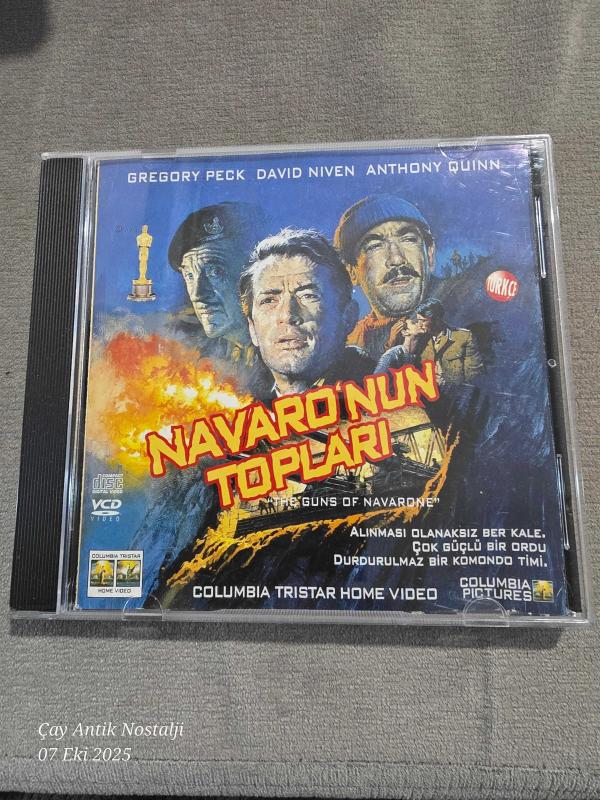 GREGORY PECK DAVID NIVEN ANTHONY QUINN
TÜRKÇE
NAVARO'NUN
TOPLARI
"THE GUNS OF NAVARONE"
COMPACT
disc
DIGITAL VIDEO
VCD
VIDEO
ALINMASI OLANAKSIZ BER KALE.
ÇOK GÜÇLÜ BİR ORDU
DURDURULMAZ BİR KOMONDO TİMİ.
COLUMBIA TRISTAR
HOME VIDEO
COLUMBIA TRISTAR HOME VIDEO
COLUMBIA
PICTURES
Çay Antik Nostalji
07 Eki 2025